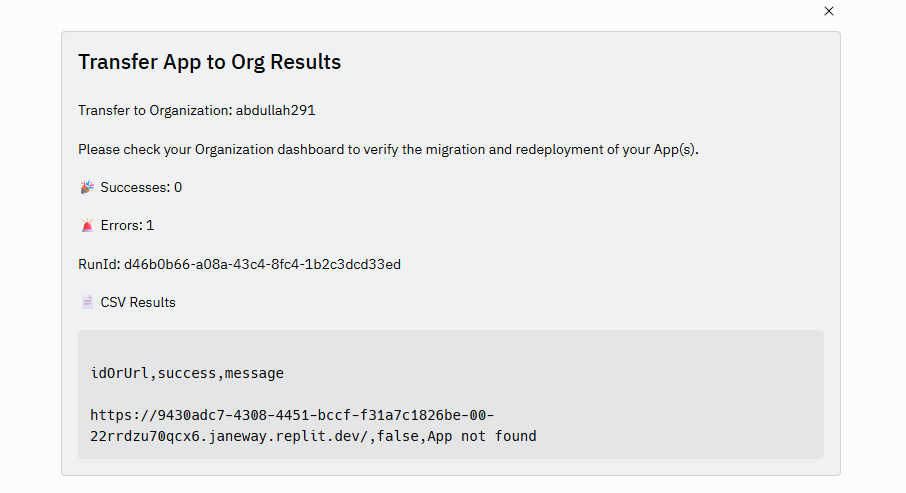 Transfer App to Org Results
Transfer to Organization: abdullah291
Please check your Organization dashboard to verify the migration and redeployment of your App(s).
🎉 Successes: 0
🚨 Errors: 1
RunId: d46b0b66-a08a-43c4-8fc4-1b2c3dcd33ed
📄 CSV Results
idOrUrl,success,message
https://9430adc7-4308-4451-bccf-f31a7c1826be-00-
22rrdzu70qcx6.janeway.replit.dev/,false,App not found